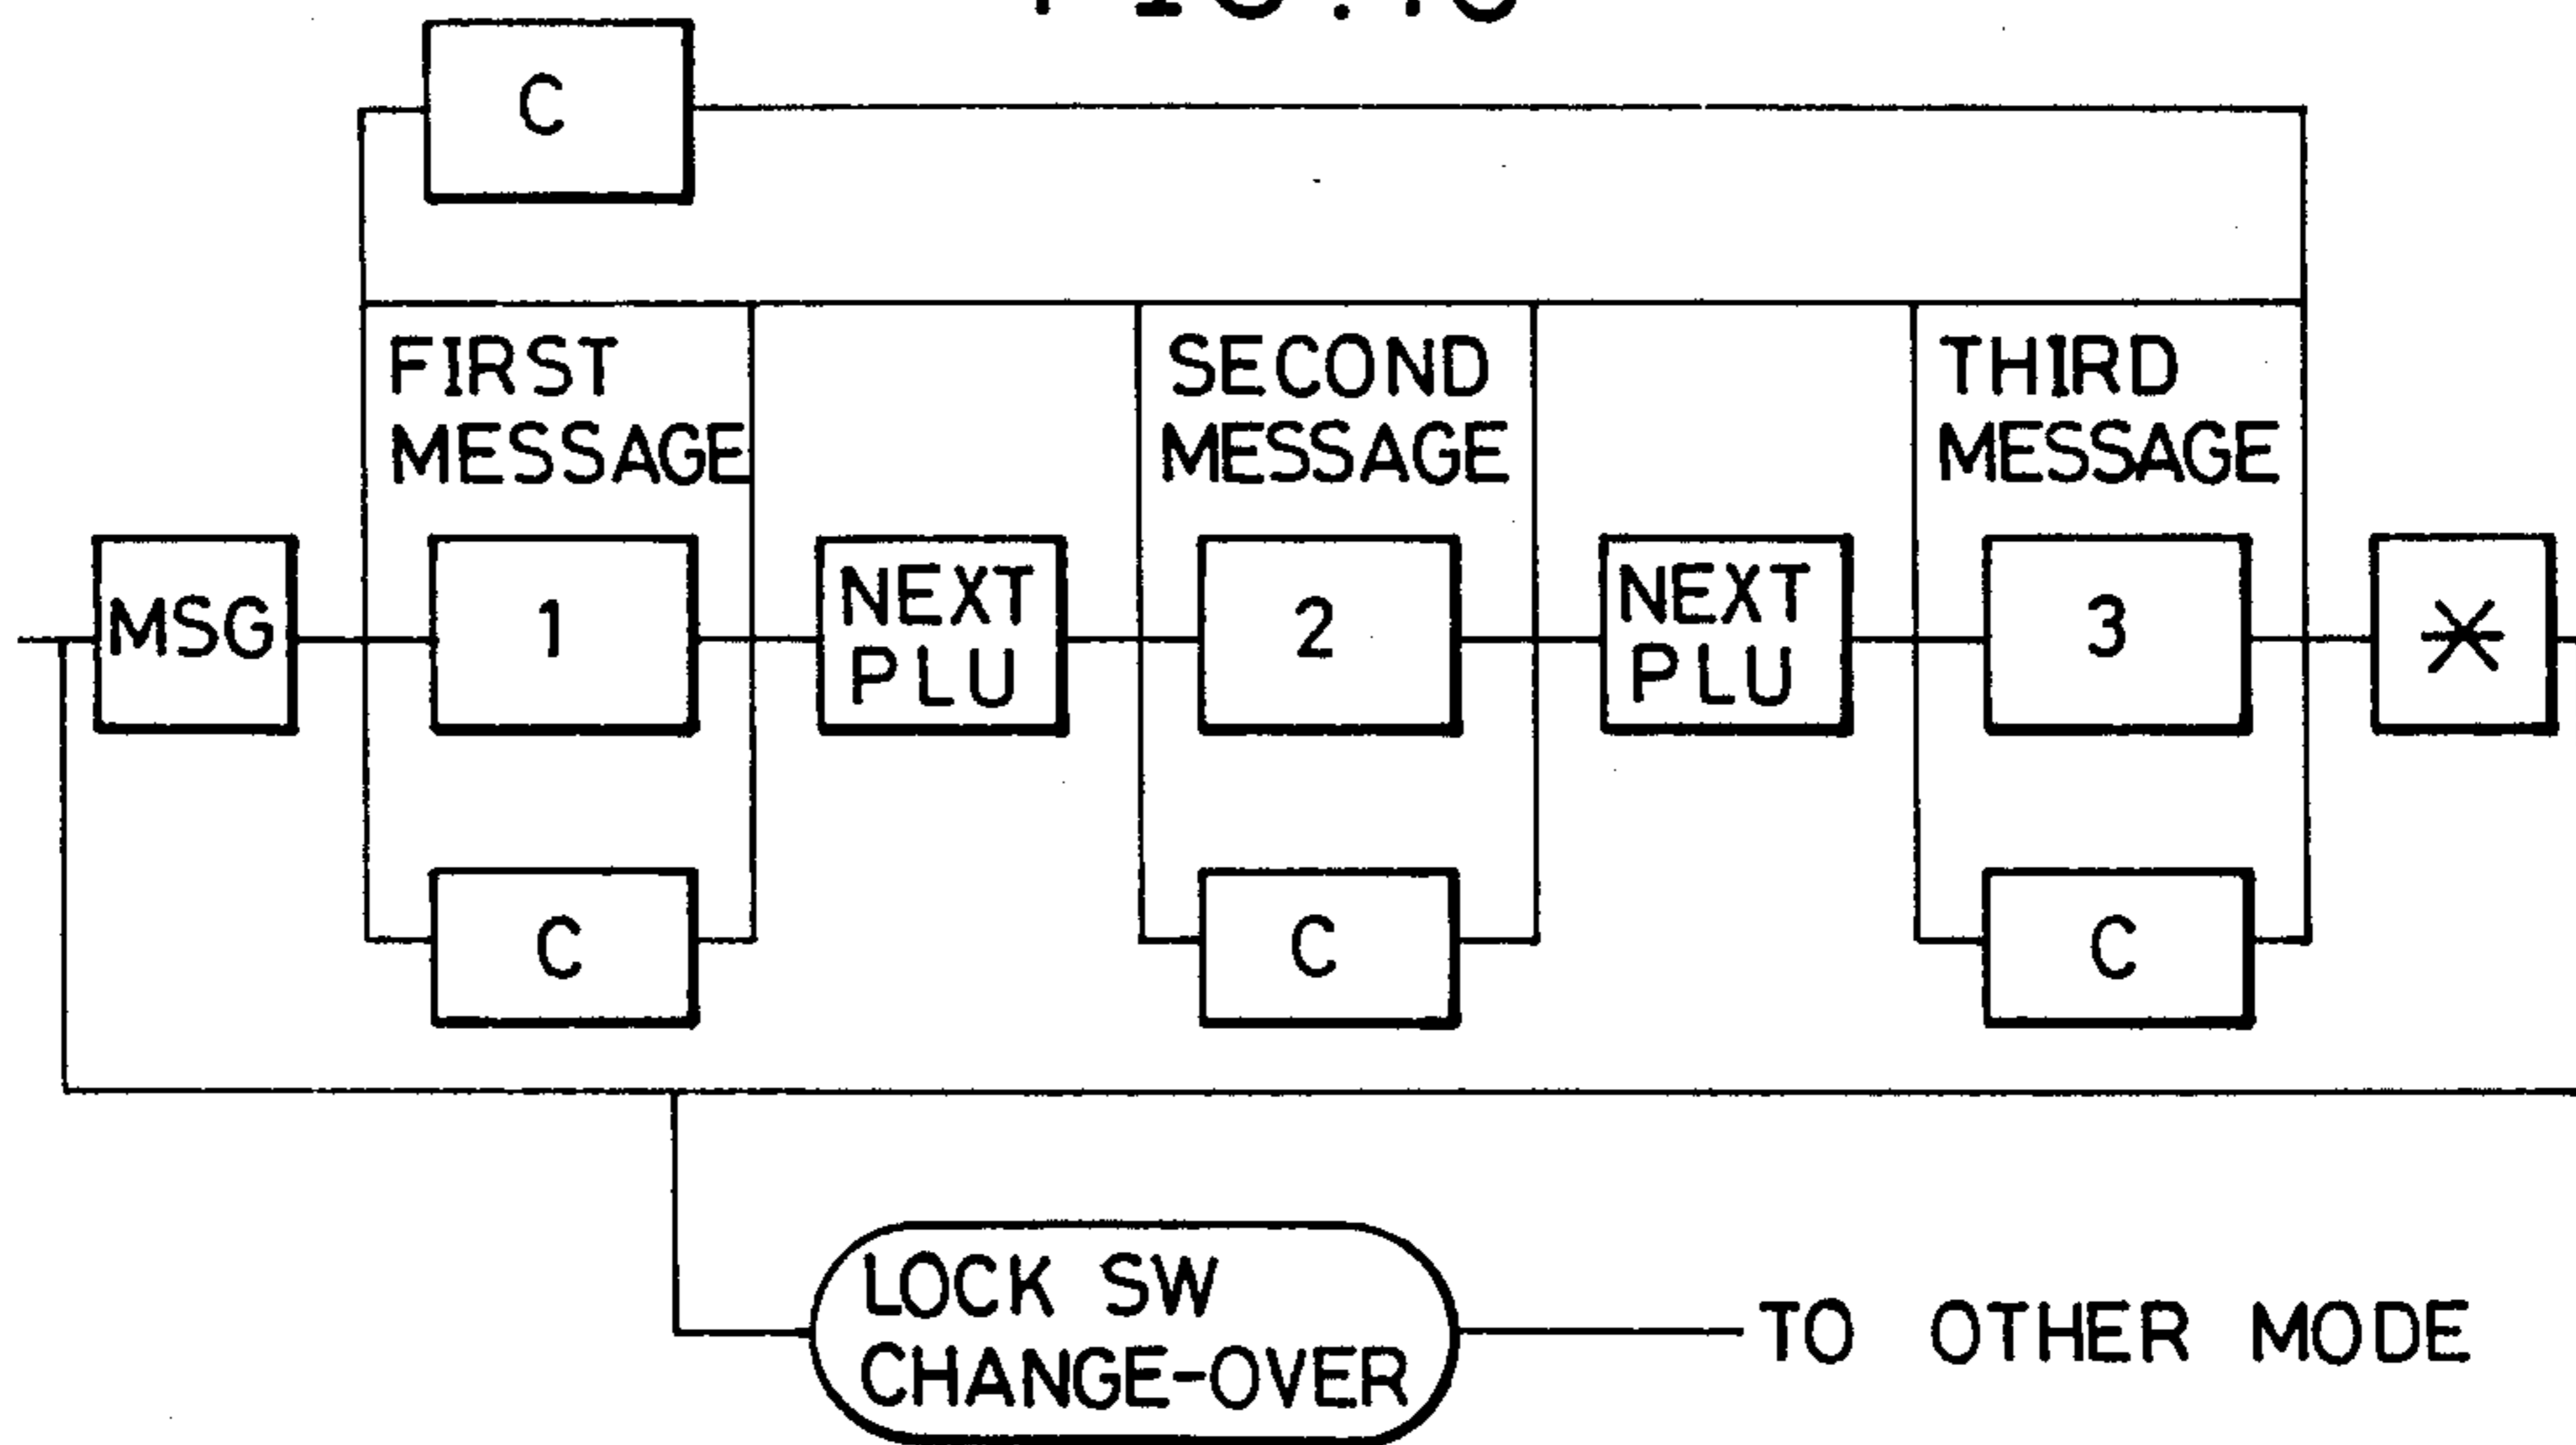 C
FIRST
MESSAGE
SECOND
MESSAGE
THIRD
MESSAGE
MSG
1
NEXT
PLU
2
NEXT
PLU
3
*
C
C
C
LOCK SW
CHANGE-OVER
TO OTHER MODE